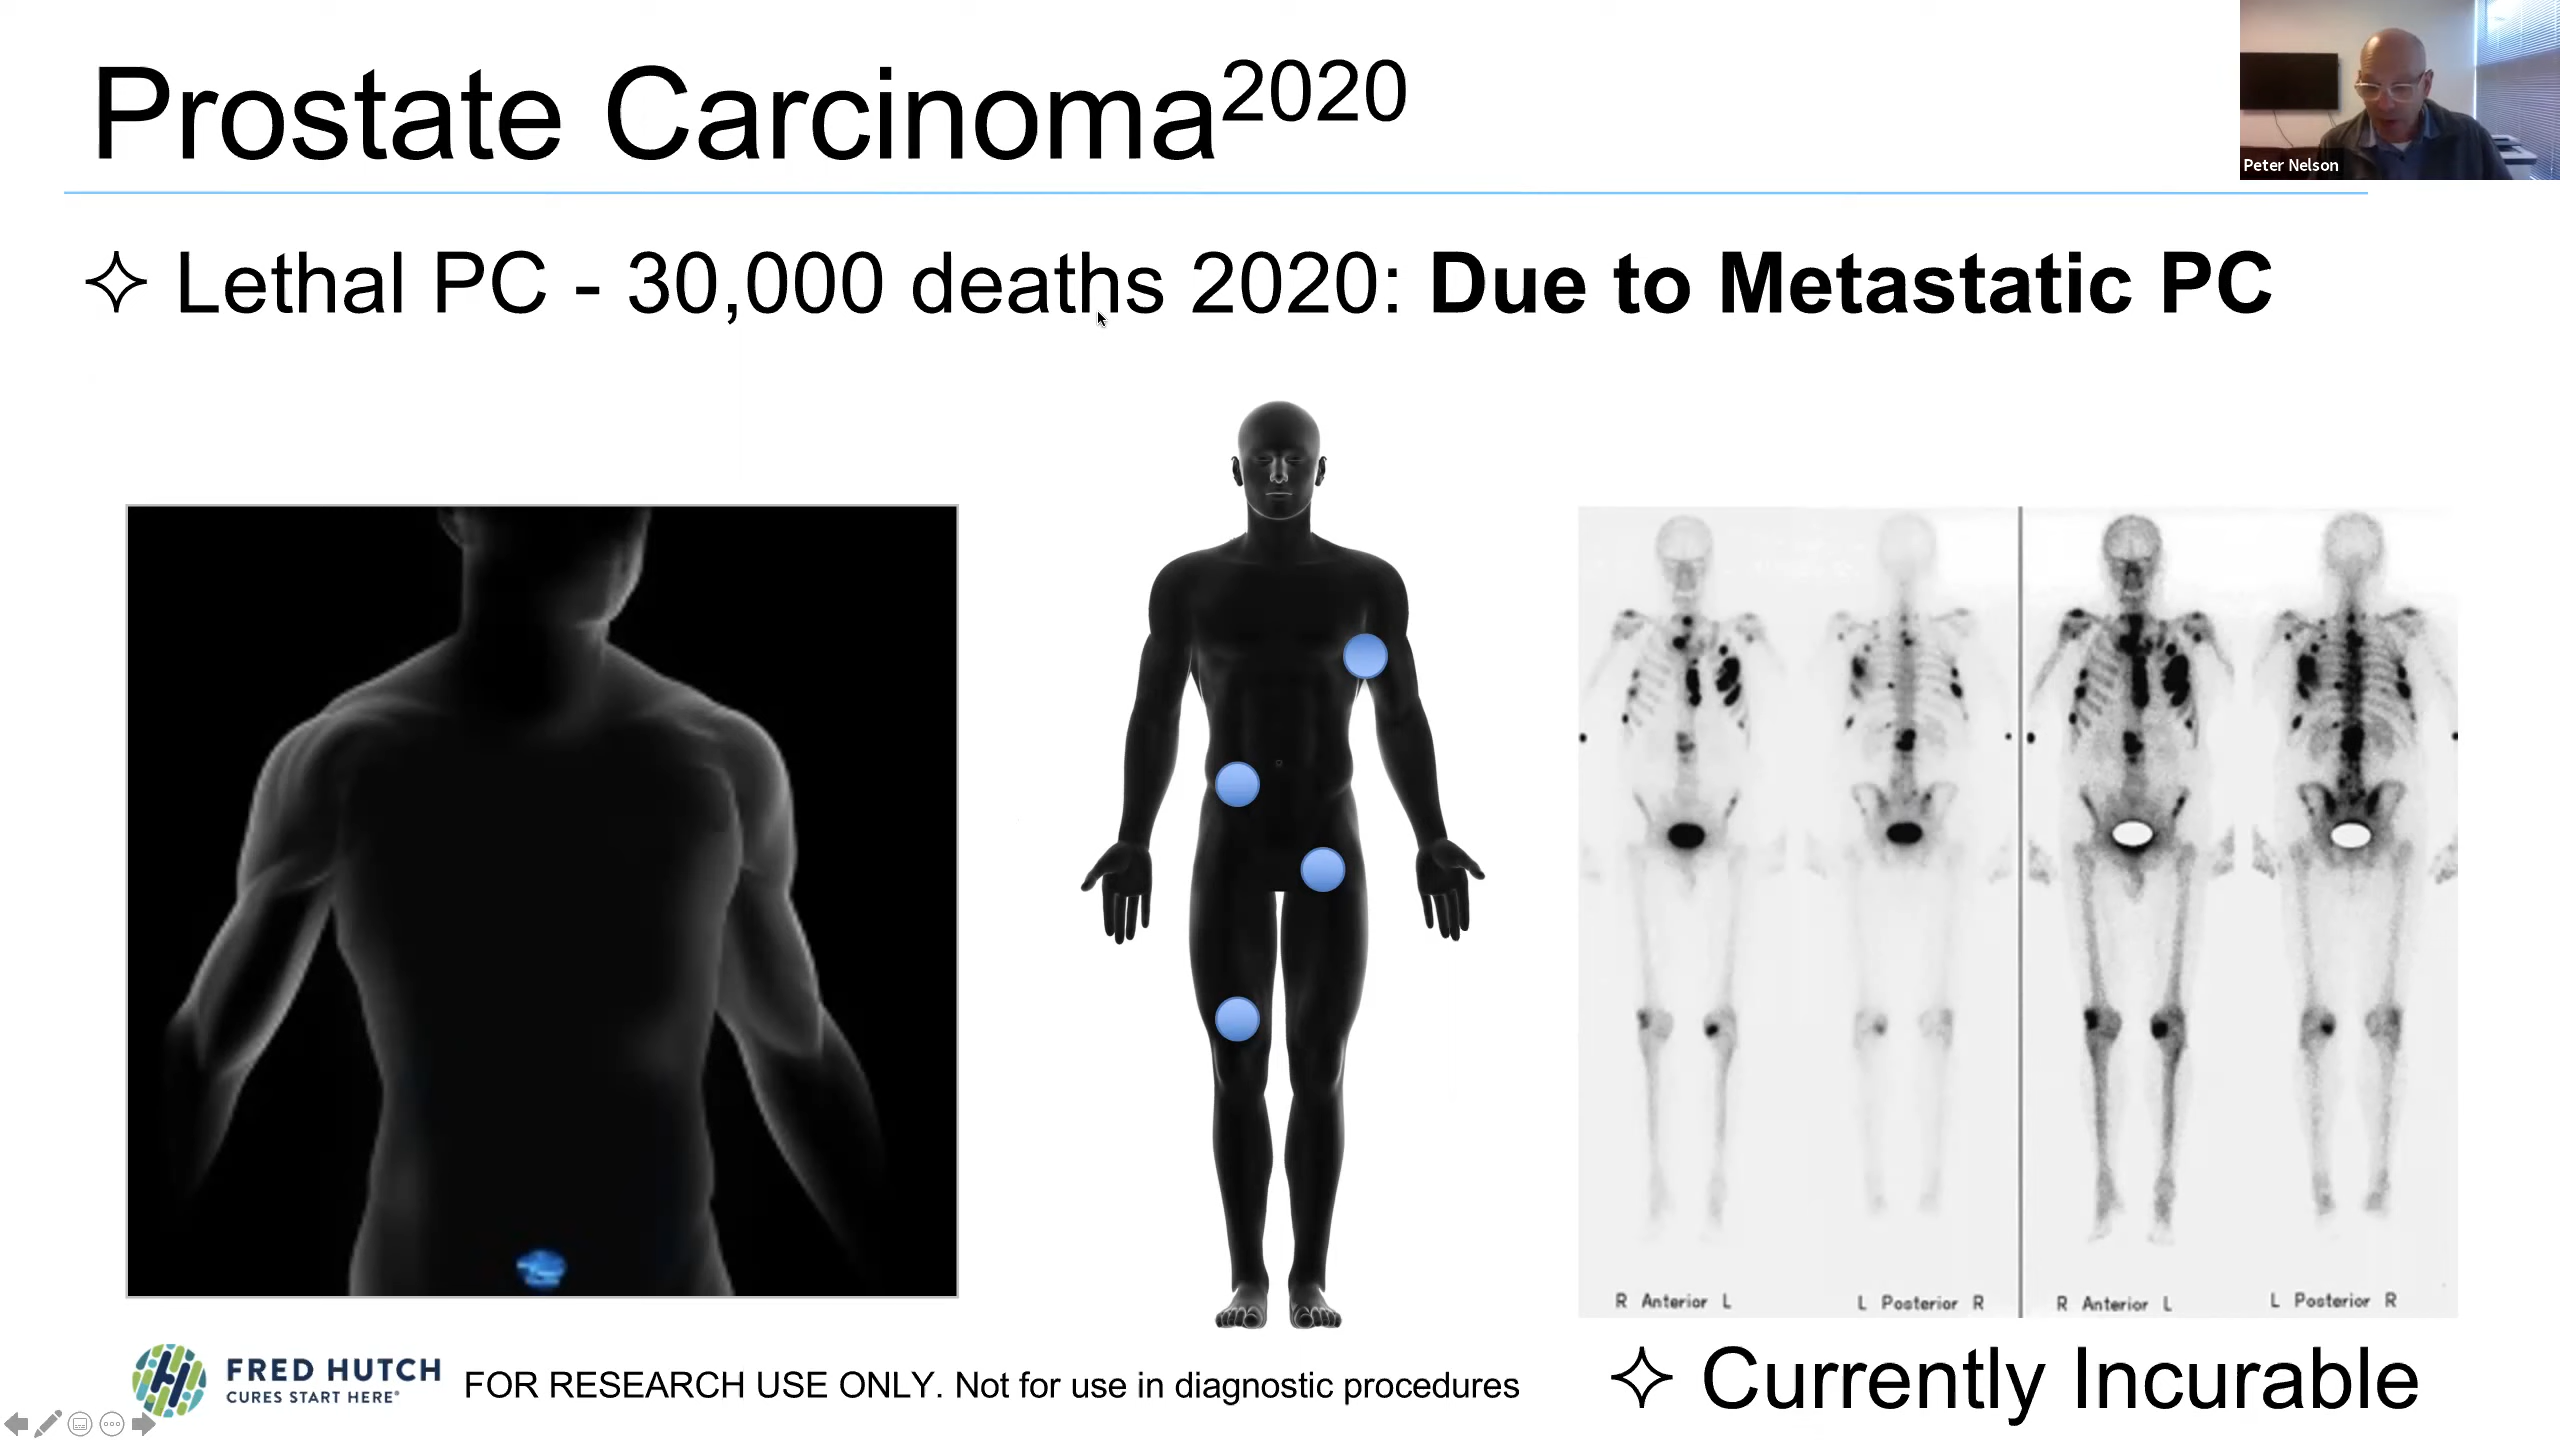 Prostate Carcinoma2020
Peter Nelson
✧ Lethal PC - 30,000 deaths 2020: Due to Metastatic PC
R Anterior L
L Posterior R
R Anterior L
L Posterior R
FRED HUTCH
CURES START HERE®
FOR RESEARCH USE ONLY. Not for use in diagnostic procedures
✧ Currently Incurable